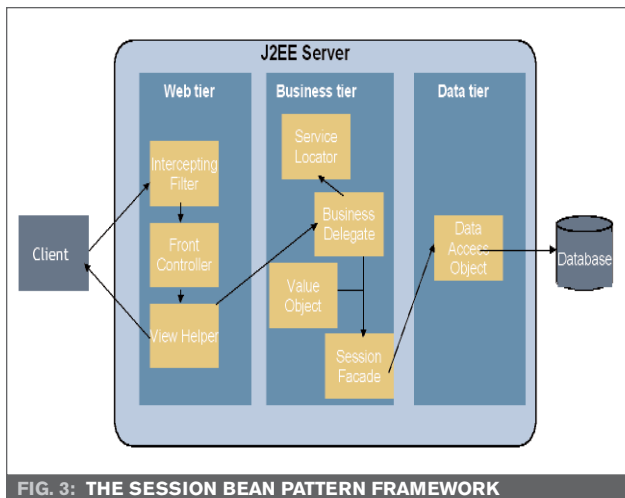 J2EE Server
Web tier
Business tier
Data tier
Intercepting
Filter
Front
Controller
View Helper
Service
Locator
Business
Delegate
Value
Object
Session
Facade
Data
Access
Object
Client
Database
FIG. 3: THE SESSION BEAN PATTERN FRAMEWORK